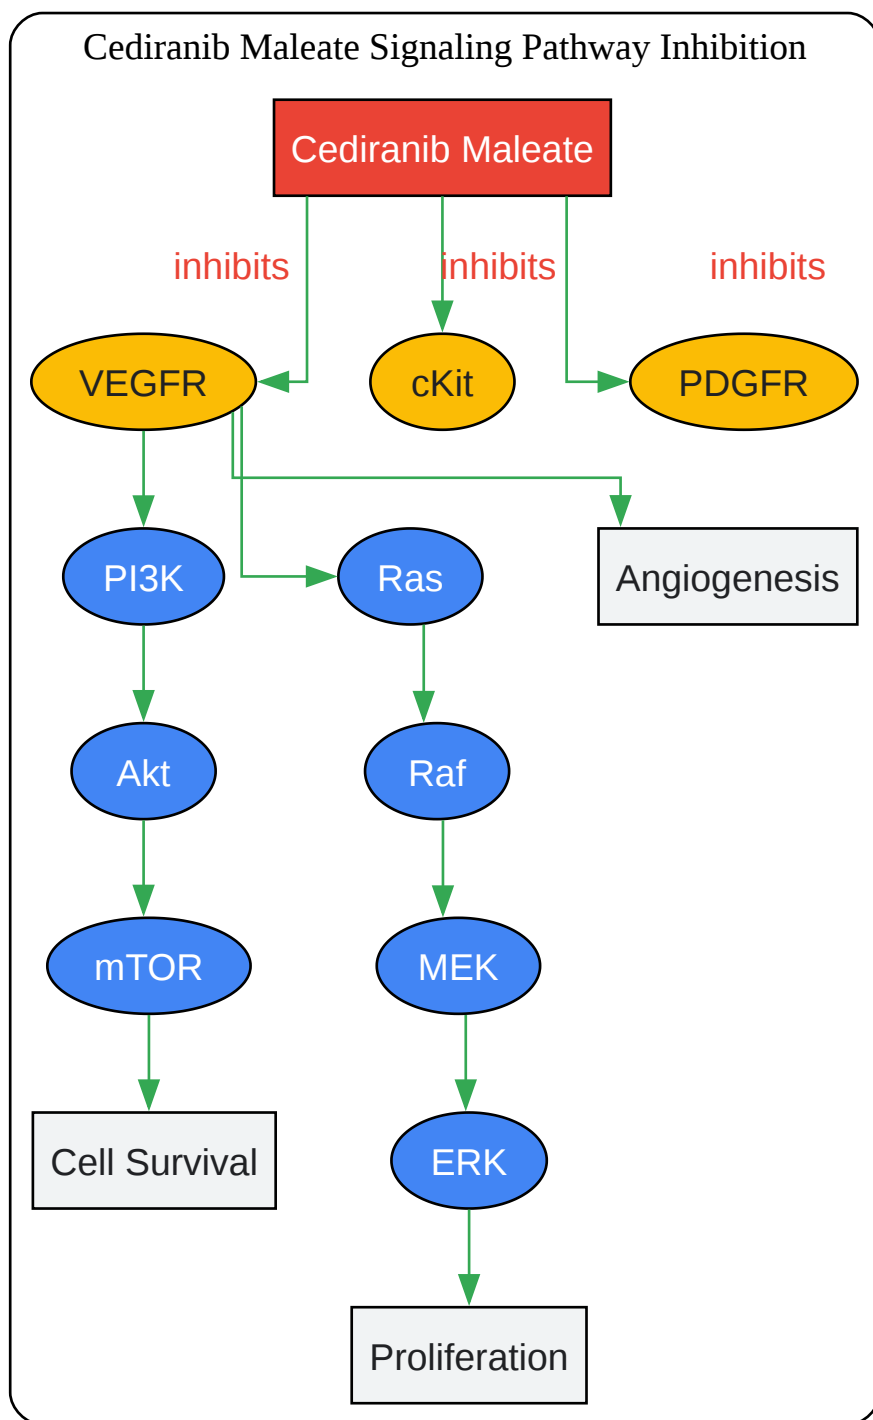 Cediranib Maleate Signaling Pathway Inhibition
Cediranib Maleate
inhibits
inhibits
inhibits
VEGFR
cKit
PDGFR
PI3K
Ras
Angiogenesis
Akt
Raf
mTOR
MEK
Cell Survival
ERK
Proliferation